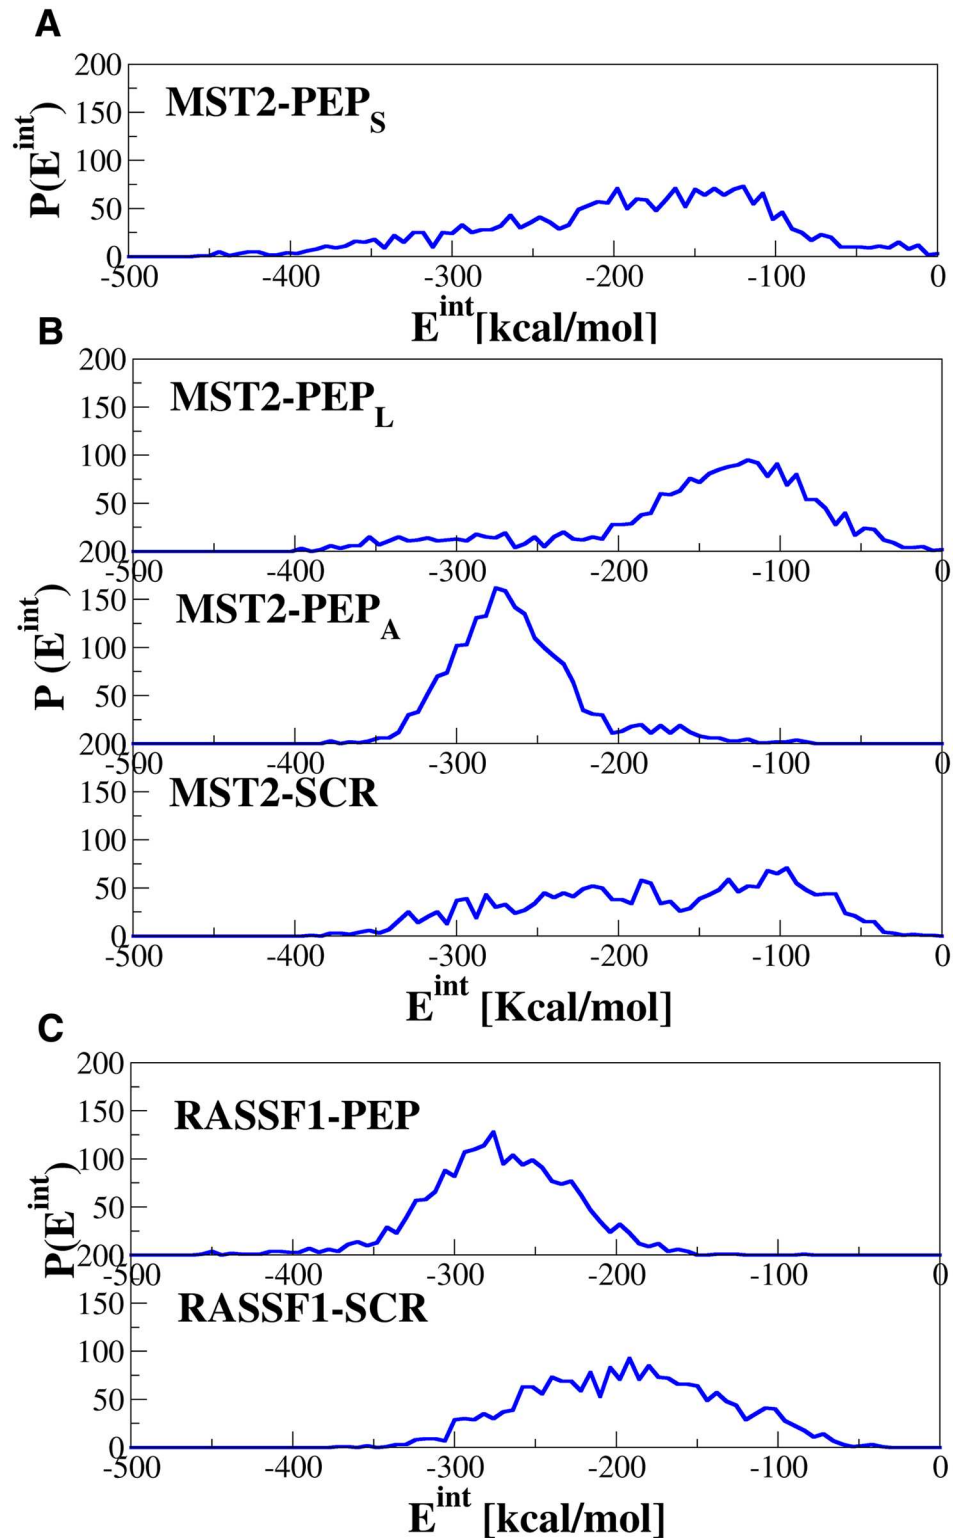 A
200
MST2-PEP_S
150
100
50
0
P(E^int)
-500 -400 -300 -200 -100 0
E^int[kcal/mol]
B
200
MST2-PEP_L
150
100
50
200
-500 -400 -300 -200 -100 0
MST2-PEP_A
150
100
50
200
P (E^int)
-500 -400 -300 -200 -100 0
MST2-SCR
150
100
50
0
-500 -400 -300 -200 -100 0
E^int [Kcal/mol]
C
200
RASSF1-PEP
150
100
50
200
P(E^int)
-500 -400 -300 -200 -100 0
RASSF1-SCR
150
100
50
0
-500 -400 -300 -200 -100 0
E^int [kcal/mol]